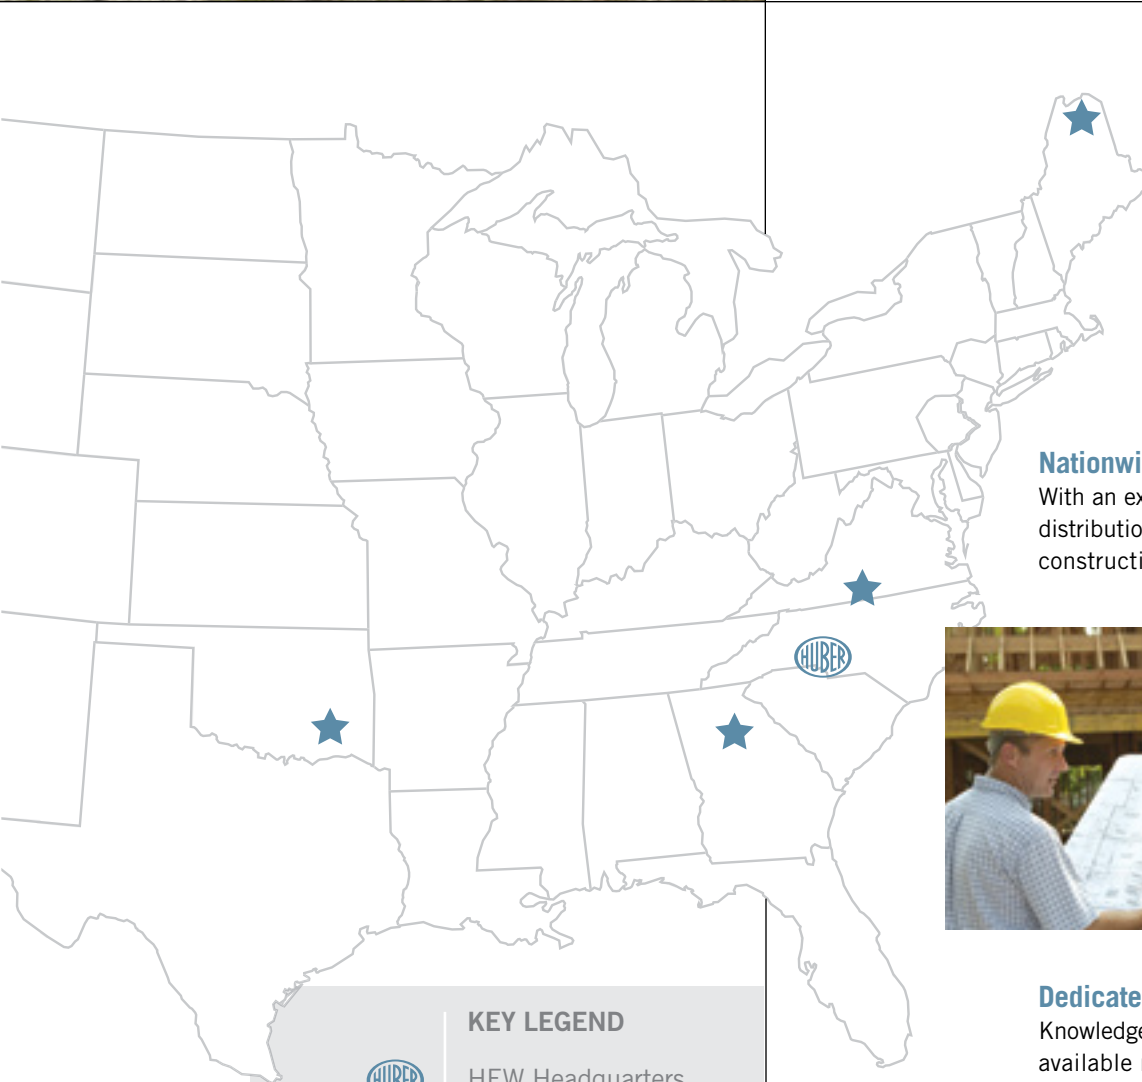 Nationwi
With an ex
distributio
constructi
HUBER
Dedicate
Knowledge
available
KEY LEGEND
HUBER
HEW Headquarters